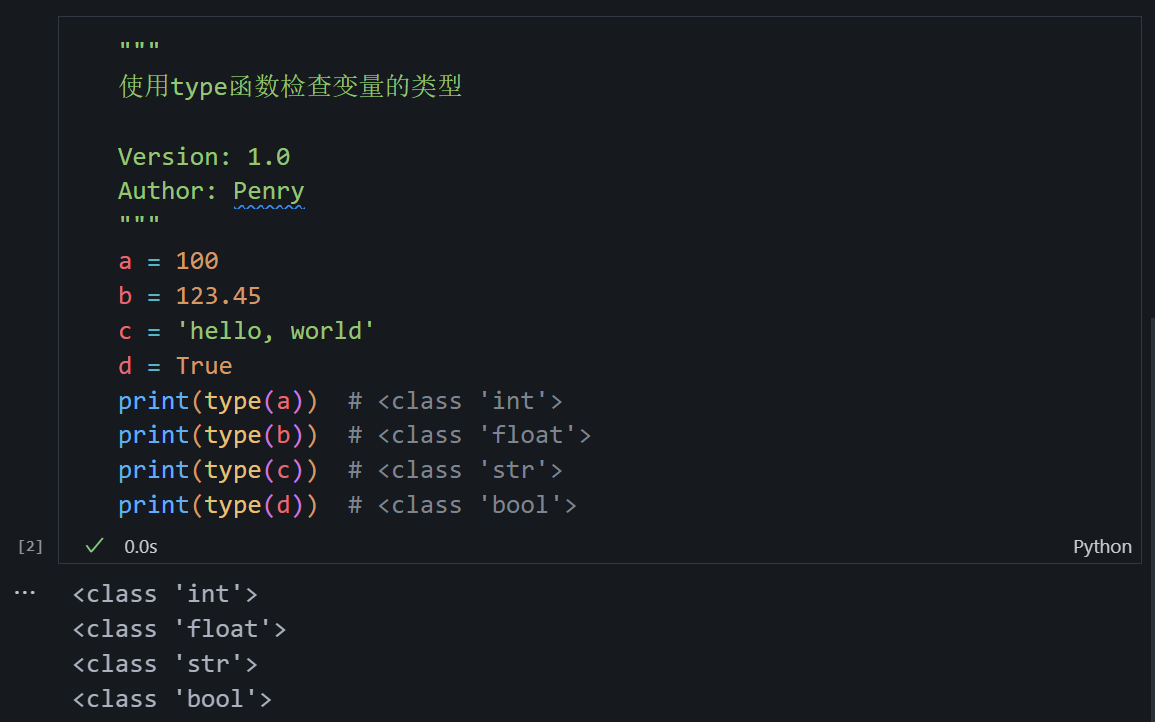 """
使用type函数检查变量的类型

Version: 1.0
Author: Penry
"""
a = 100
b = 123.45
c = 'hello, world'
d = True
print(type(a))  # <class 'int'>
print(type(b))  # <class 'float'>
print(type(c))  # <class 'str'>
print(type(d))  # <class 'bool'>
[2] ✓ 0.0s Python
... <class 'int'>
<class 'float'>
<class 'str'>
<class 'bool'>